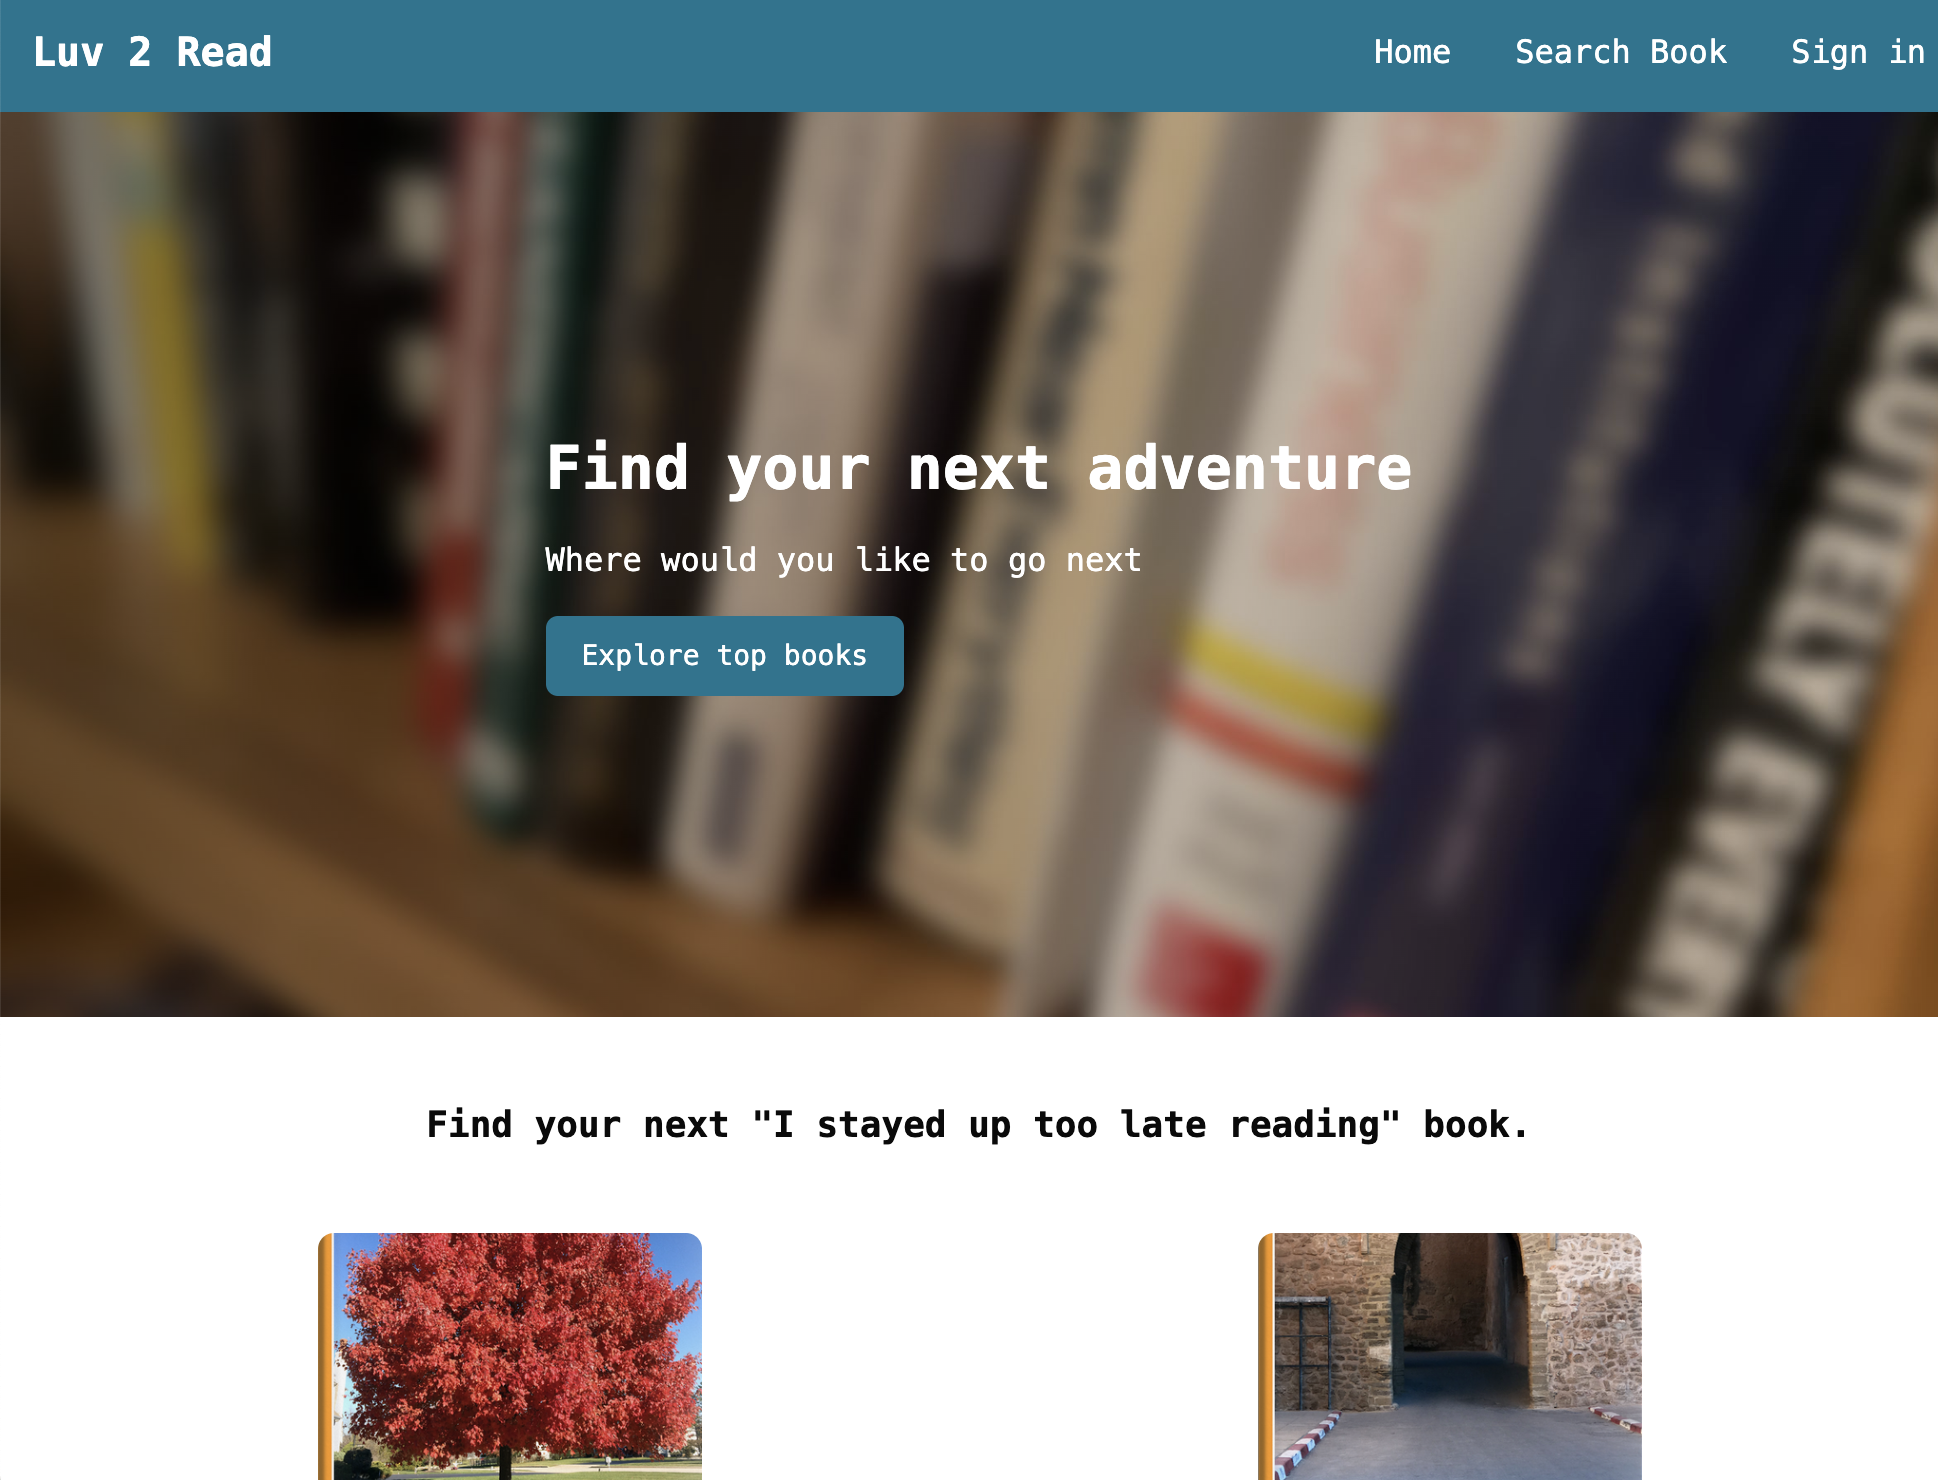 Luv 2 Read
Home Search Book Sign in
Find your next adventure
Where would you like to go next
Explore top books
Find your next "I stayed up too late reading" book.